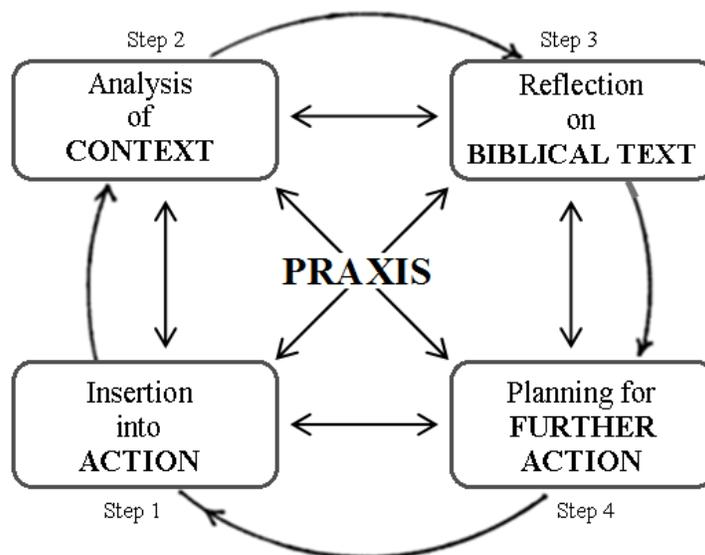 Step 2
Step 3
Analysis
of
CONTEXT
Reflection
on
BIBLICAL TEXT
PRAXIS
Insertion
into
ACTION
Planning for
FURTHER
ACTION
Step 1
Step 4